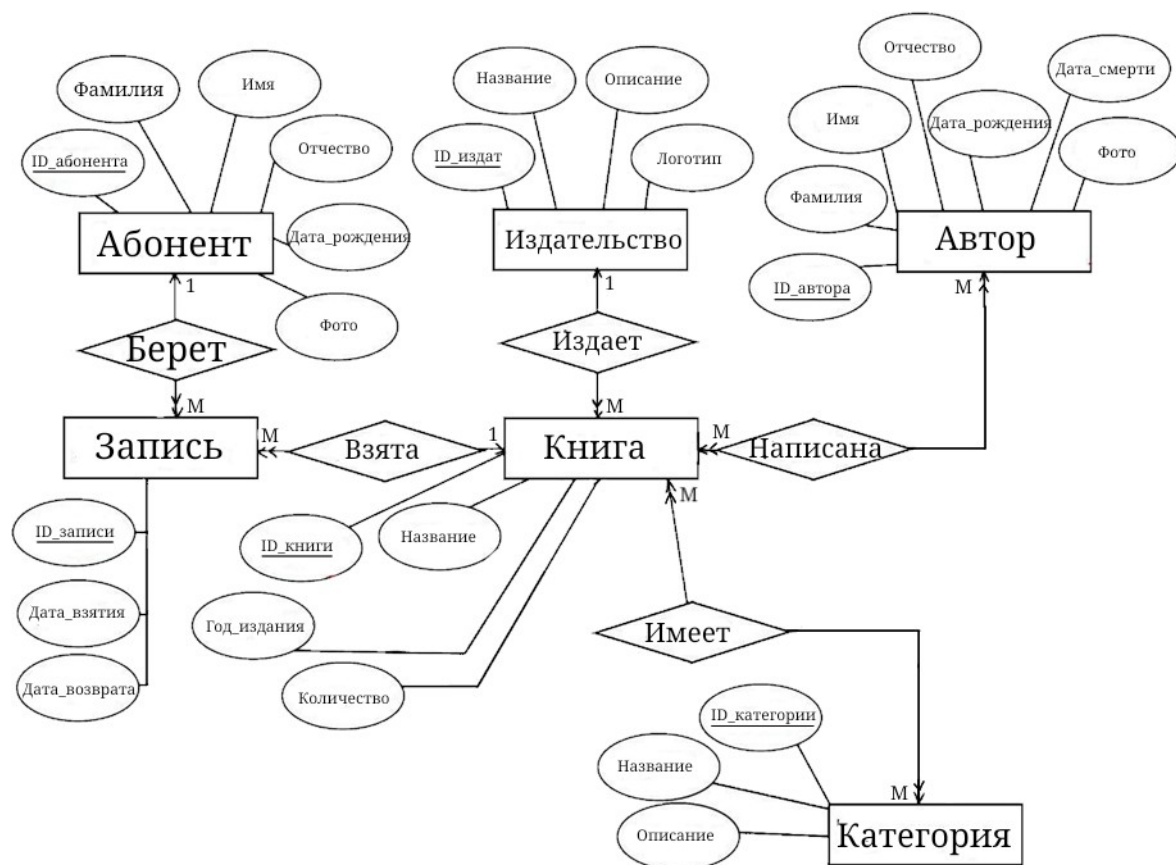 Отчество
Дата_смерти
Фамилия
Имя
Название
Описание
Имя
Дата_рождения
Фото
ID_абонента
Отчество
ID_издат
Логотип
Фамилия
Абонент
Дата_рождения
Издательство
Автор
ID_автора
1
1
М
Фото
Берет
Издает
М
М
Запись
М
Взята
1
Книга
М
Написана
М
ID_записи
ID_книги
Название
Дата_взятия
Год_издания
Имеет
Дата_возврата
Количество
ID_категории
Название
М
Описание
Категория